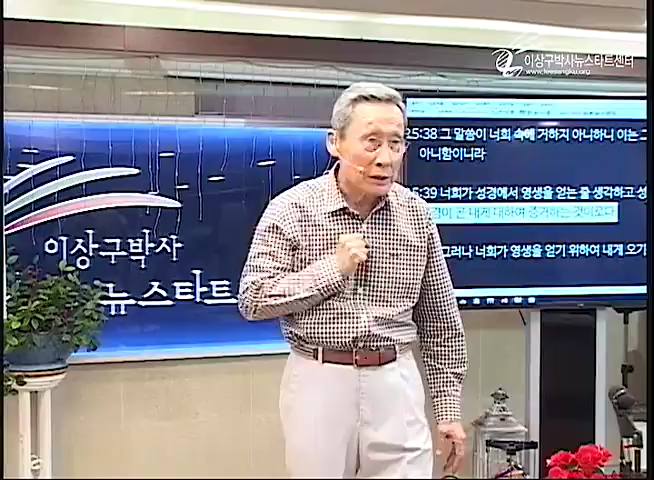 이상구박사뉴스타트센터
www.leesangku.org
5:38 그 말씀이 너희 속에 거하지 아니하니 이는 그
아니함이니라
5:39 너희가 성경에서 영생을 얻는 줄 생각하고 성
경이 곧 내게 대하여 증거하는 것이로다
그러나 너희가 영생을 얻기 위하여 내게 오기
이상구박사
뉴스타트